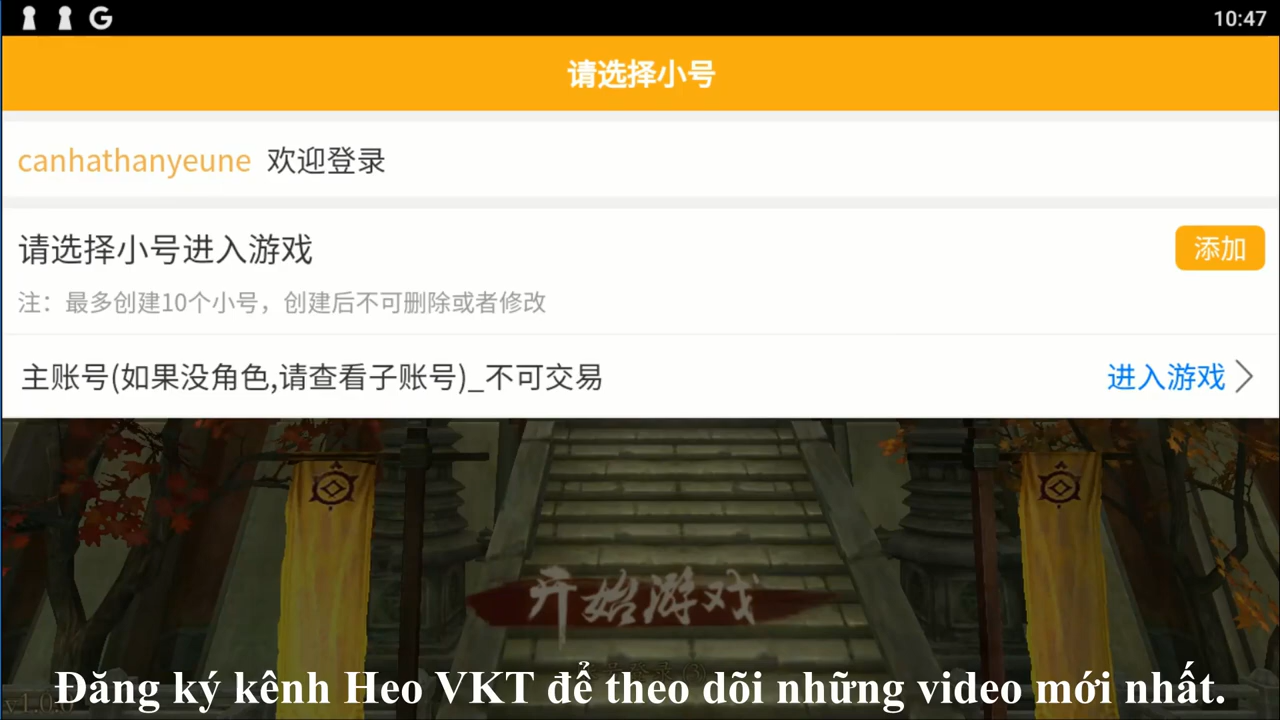 10:47
请选择小号
canhathanyeune 欢迎登录
请选择小号进入游戏
添加
注：最多创建10个小号，创建后不可删除或者修改
主账号(如果没角色,请查看子账号)_不可交易
进入游戏
开始游戏
Đăng ký kênh Heo VKT để theo dõi những video mới nhất.